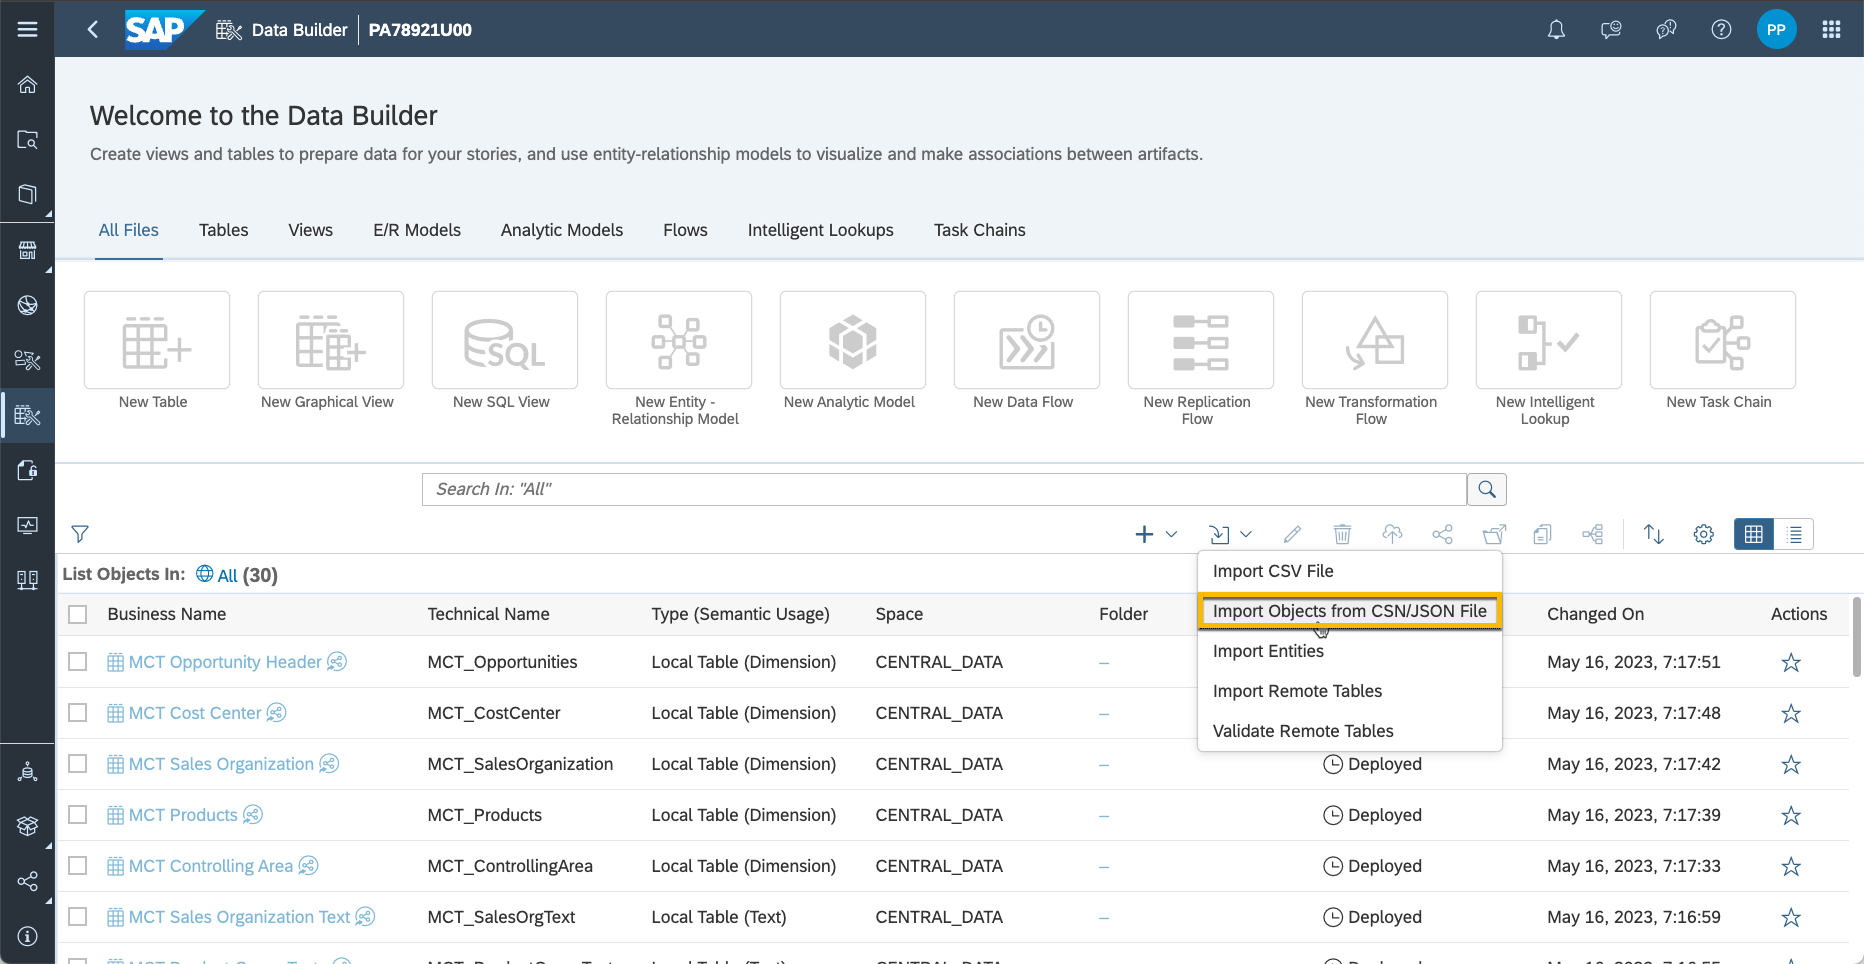 SAP Data Builder PA78921U00 PP
Welcome to the Data Builder
Create views and tables to prepare data for your stories, and use entity-relationship models to visualize and make associations between artifacts.
All Files Tables Views E/R Models Analytic Models Flows Intelligent Lookups Task Chains
SQL
New Table New Graphical View New SQL View New Entity - New Analytic Model New Data Flow New Replication New Transformation New Intelligent New Task Chain
Relationship Model Flow Flow Lookup
Search In: "All"
Import CSV File
List Objects In: All (30)
Import Objects from CSN/JSON File
Business Name Technical Name Type (Semantic Usage) Space Folder Changed On Actions
Import Entities
MCT Opportunity Header MCT_Opportunities Local Table (Dimension) CENTRAL_DATA – May 16, 2023, 7:17:51
Import Remote Tables
MCT Cost Center MCT_CostCenter Local Table (Dimension) CENTRAL_DATA – May 16, 2023, 7:17:48
Validate Remote Tables
MCT Sales Organization MCT_SalesOrganization Local Table (Dimension) CENTRAL_DATA – Deployed May 16, 2023, 7:17:42
MCT Products MCT_Products Local Table (Dimension) CENTRAL_DATA – Deployed May 16, 2023, 7:17:39
MCT Controlling Area MCT_ControllingArea Local Table (Dimension) CENTRAL_DATA – Deployed May 16, 2023, 7:17:33
MCT Sales Organization Text MCT_SalesOrgText Local Table (Text) CENTRAL_DATA – Deployed May 16, 2023, 7:16:59